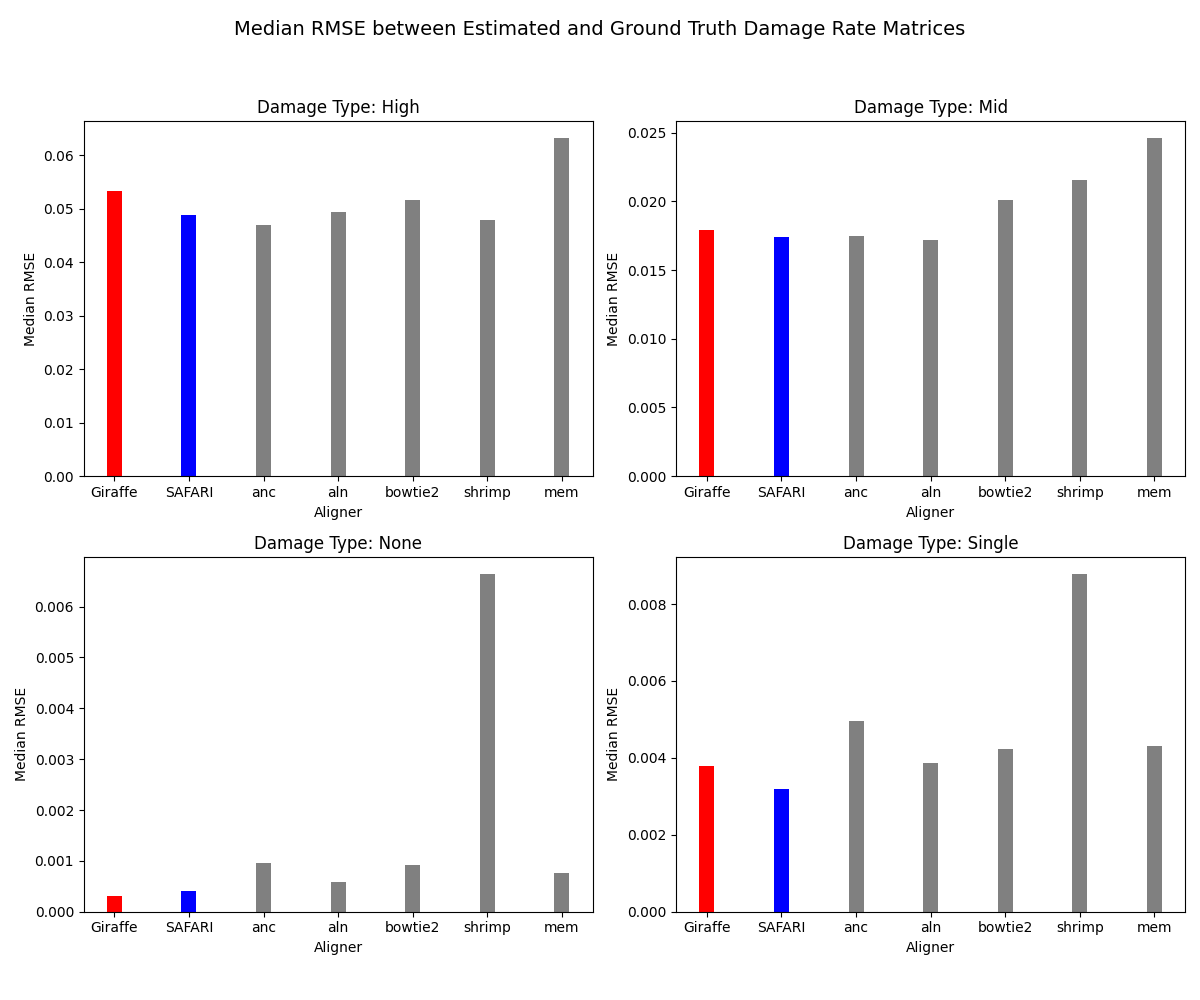 Median RMSE between Estimated and Ground Truth Damage Rate Matrices
Damage Type: High
Median RMSE
0.06
0.05
0.04
0.03
0.02
0.01
0.00
Giraffe SAFARI anc aln bowtie2 shrimp mem
Aligner
Damage Type: Mid
Median RMSE
0.025
0.020
0.015
0.010
0.005
0.000
Giraffe SAFARI anc aln bowtie2 shrimp mem
Aligner
Damage Type: None
Median RMSE
0.006
0.005
0.004
0.003
0.002
0.001
0.000
Giraffe SAFARI anc aln bowtie2 shrimp mem
Aligner
Damage Type: Single
Median RMSE
0.008
0.006
0.004
0.002
0.000
Giraffe SAFARI anc aln bowtie2 shrimp mem
Aligner